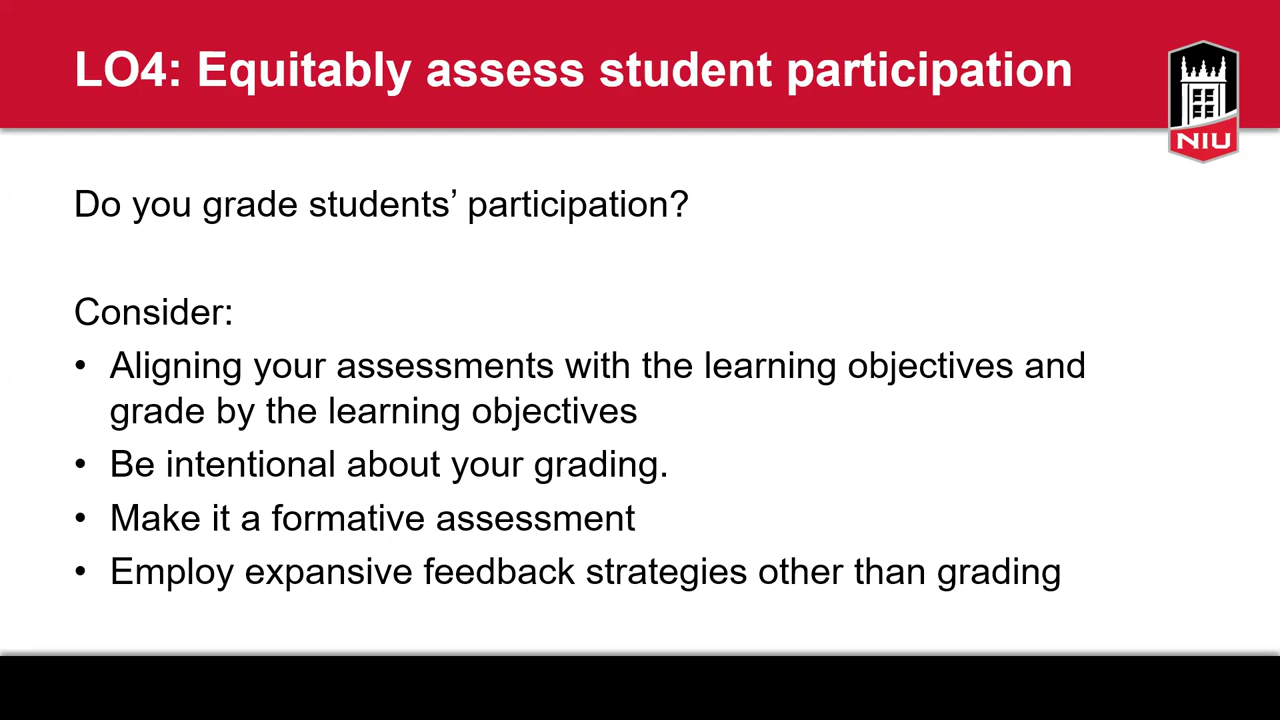 LO4: Equitably assess student participation
NIU
Do you grade students’ participation?
Consider:
• Aligning your assessments with the learning objectives and
grade by the learning objectives
• Be intentional about your grading.
• Make it a formative assessment
• Employ expansive feedback strategies other than grading